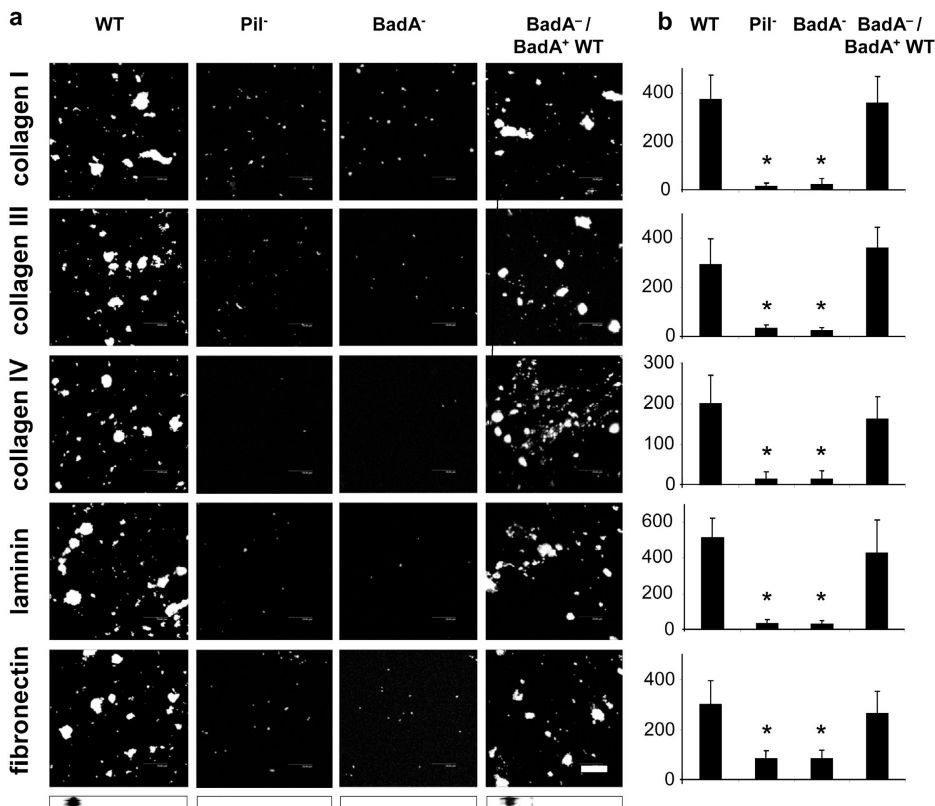 a
WT
Pil-
BadA-
BadA–/
BadA+ WT
b
WT
Pil-
BadA-
BadA–/
BadA+ WT
collagen I
400
200
0
*
*
collagen III
400
200
0
*
*
collagen IV
300
200
100
0
*
*
laminin
600
400
200
0
*
*
fibronectin
400
200
0
*
*